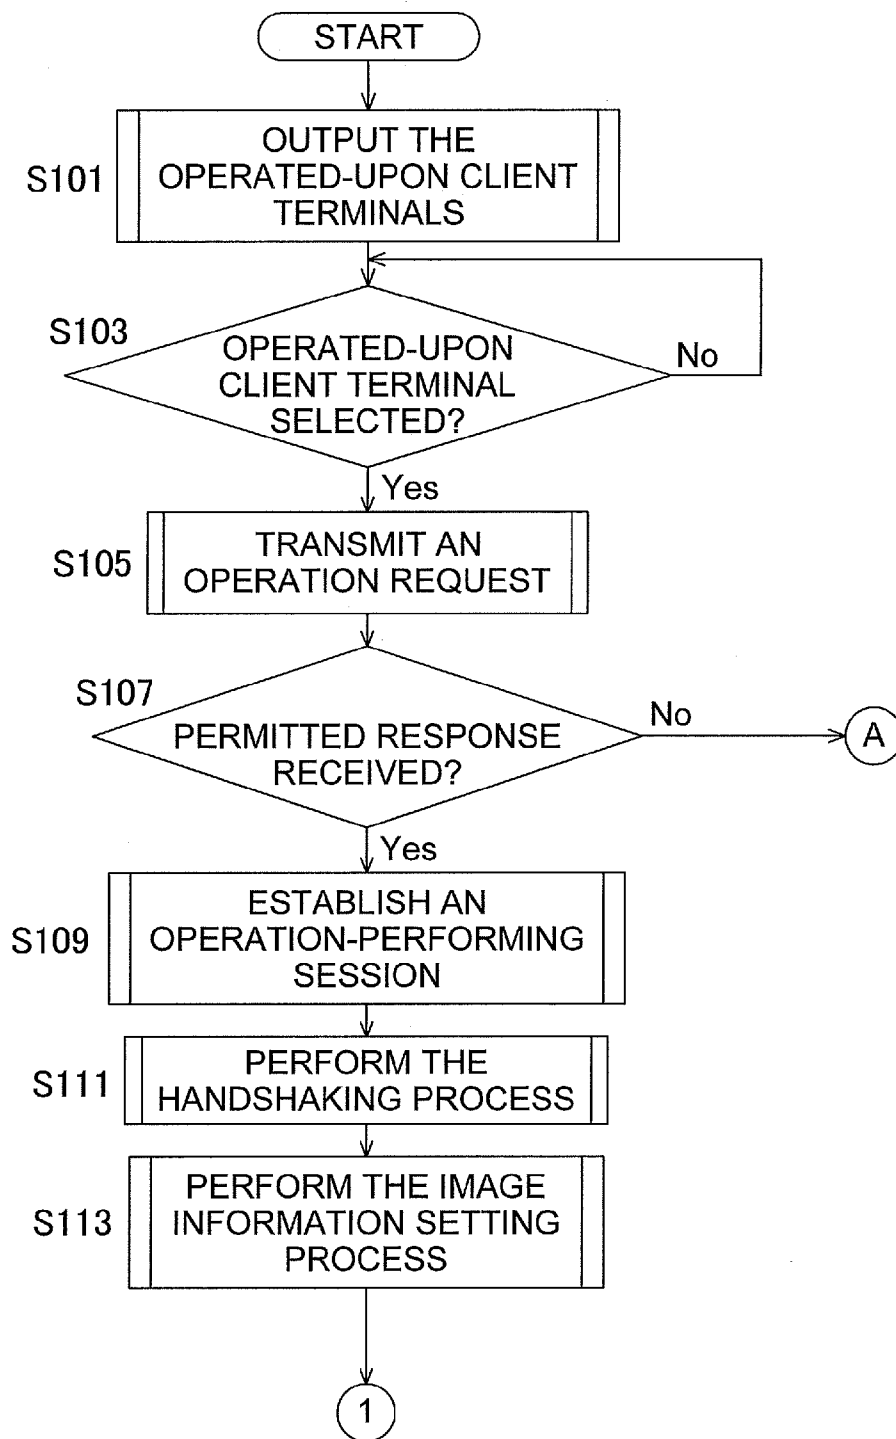 START
S101
OUTPUT THE
OPERATED-UPON CLIENT
TERMINALS
S103
OPERATED-UPON
CLIENT TERMINAL
SELECTED?
No
Yes
S105
TRANSMIT AN
OPERATION REQUEST
S107
PERMITTED RESPONSE
RECEIVED?
No
A
Yes
S109
ESTABLISH AN
OPERATION-PERFORMING
SESSION
S111
PERFORM THE
HANDSHAKING PROCESS
S113
PERFORM THE IMAGE
INFORMATION SETTING
PROCESS
1